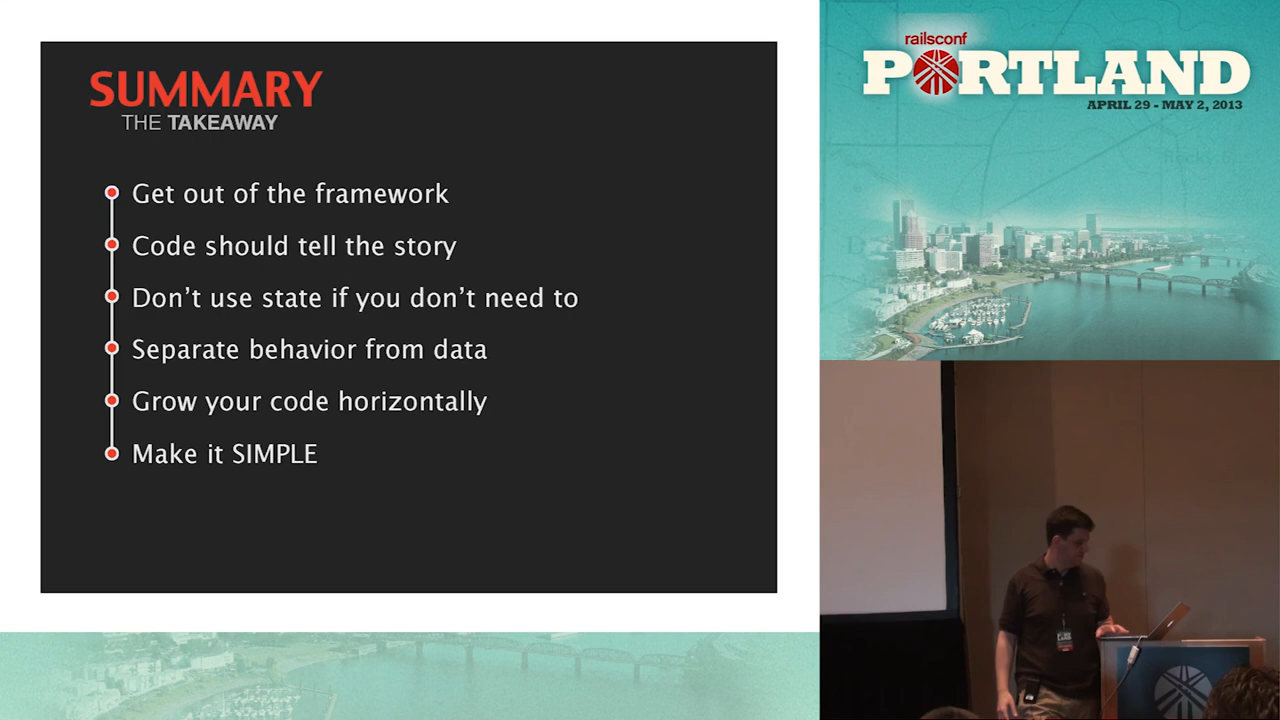 SUMMARY
THE TAKEAWAY
Get out of the framework
Code should tell the story
Don't use state if you don't need to
Separate behavior from data
Grow your code horizontally
Make it SIMPLE
railsconf
PORTLAND
APRIL 29 - MAY 2, 2013